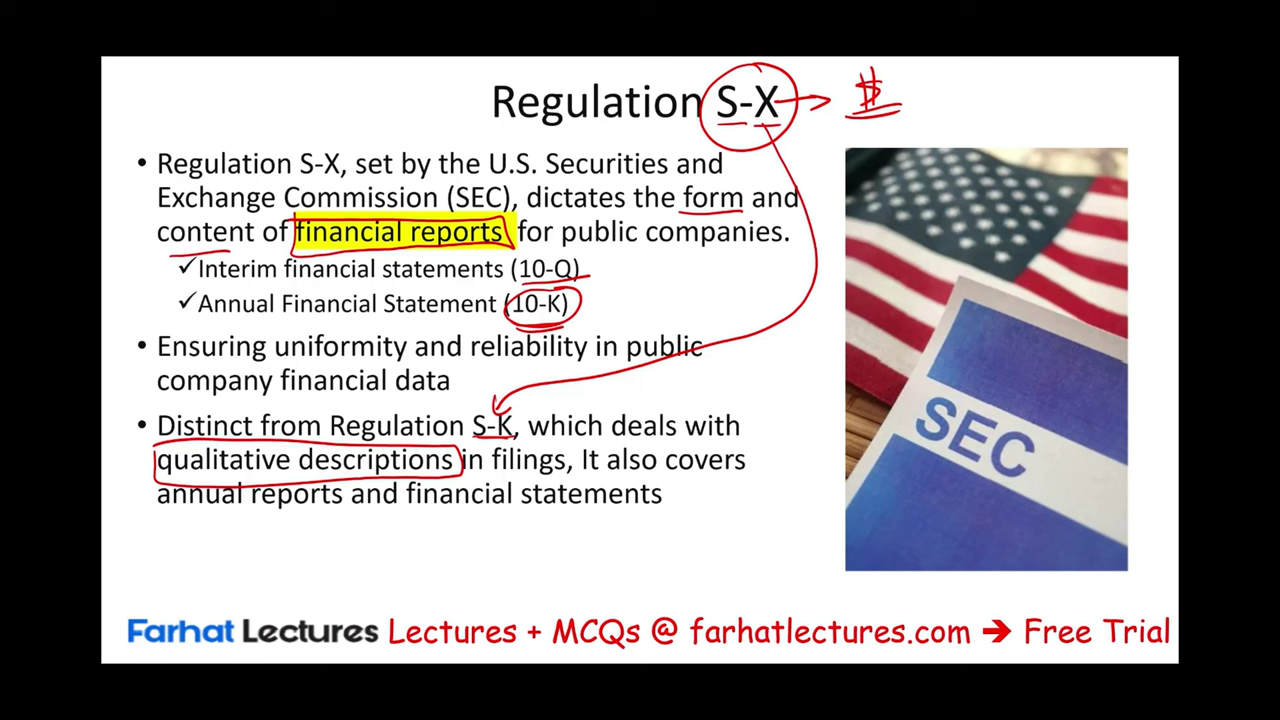 Regulation S-X → $
• Regulation S-X, set by the U.S. Securities and
Exchange Commission (SEC), dictates the form and
content of financial reports for public companies.
✓Interim financial statements (10-Q)
✓Annual Financial Statement (10-K)
• Ensuring uniformity and reliability in public
company financial data
• Distinct from Regulation S-K, which deals with
qualitative descriptions in filings, It also covers
annual reports and financial statements
SEC
Farhat Lectures Lectures + MCQs @ farhatlectures.com → Free Trial